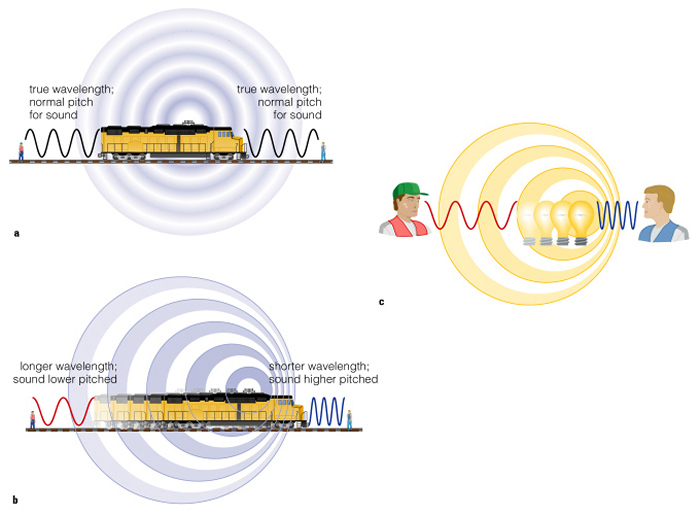 true wavelength;
normal pitch
for sound
true wavelength;
normal pitch
for sound
a
c
longer wavelength;
sound lower pitched
shorter wavelength;
sound higher pitched
b